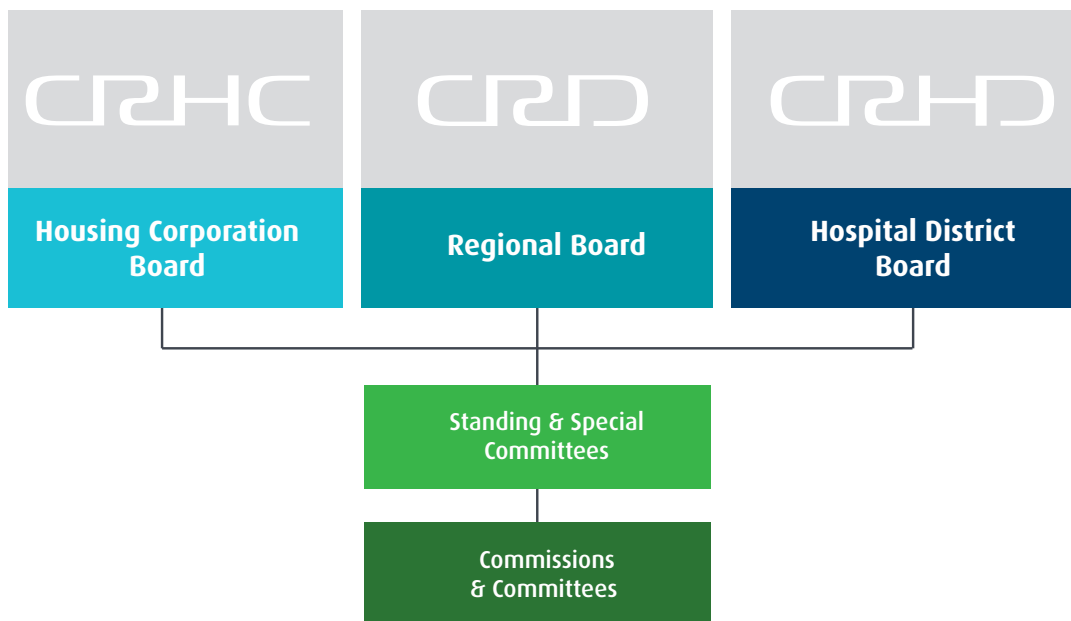 CRHC
CRD
CRHD
Housing Corporation
Board
Regional Board
Hospital District
Board
Standing & Special
Committees
Commissions
& Committees